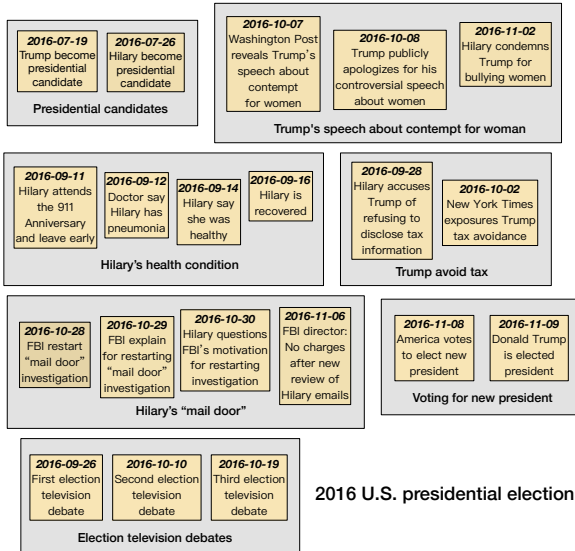 2016-07-19
Trump become
presidential
candidate
2016-07-26
Hilary become
presidential
candidate
Presidential candidates
2016-10-07
Washington Post
reveals Trump's
speech about
contempt
for women
2016-10-08
Trump publicly
apologizes for his
controversial speech
about women
2016-11-02
Hilary condemns
Trump for
bullying women
Trump's speech about contempt for woman
2016-09-11
Hilary attends
the 911
Anniversary
and leave early
2016-09-12
Doctor say
Hilary has
pneumonia
2016-09-14
Hilary say
she was
healthy
2016-09-16
Hilary is
recovered
Hilary's health condition
2016-09-28
Hilary accuses
Trump of
refusing to
disclose tax
information
2016-10-02
New York Times
exposures Trump
tax avoidance
Trump avoid tax
2016-10-28
FBI restart
"mail door"
investigation
2016-10-29
FBI explain
for restarting
"mail door"
investigation
2016-10-30
Hilary questions
FBI's motivation
for restarting
investigation
2016-11-06
FBI director:
No charges
after new
review of
Hilary emails
Hilary's "mail door"
2016-11-08
America votes
to elect new
president
2016-11-09
Donald Trump
is elected
president
Voting for new president
2016-09-26
First election
television
debate
2016-10-10
Second election
television
debate
2016-10-19
Third election
television
debate
Election television debates
2016 U.S. presidential election